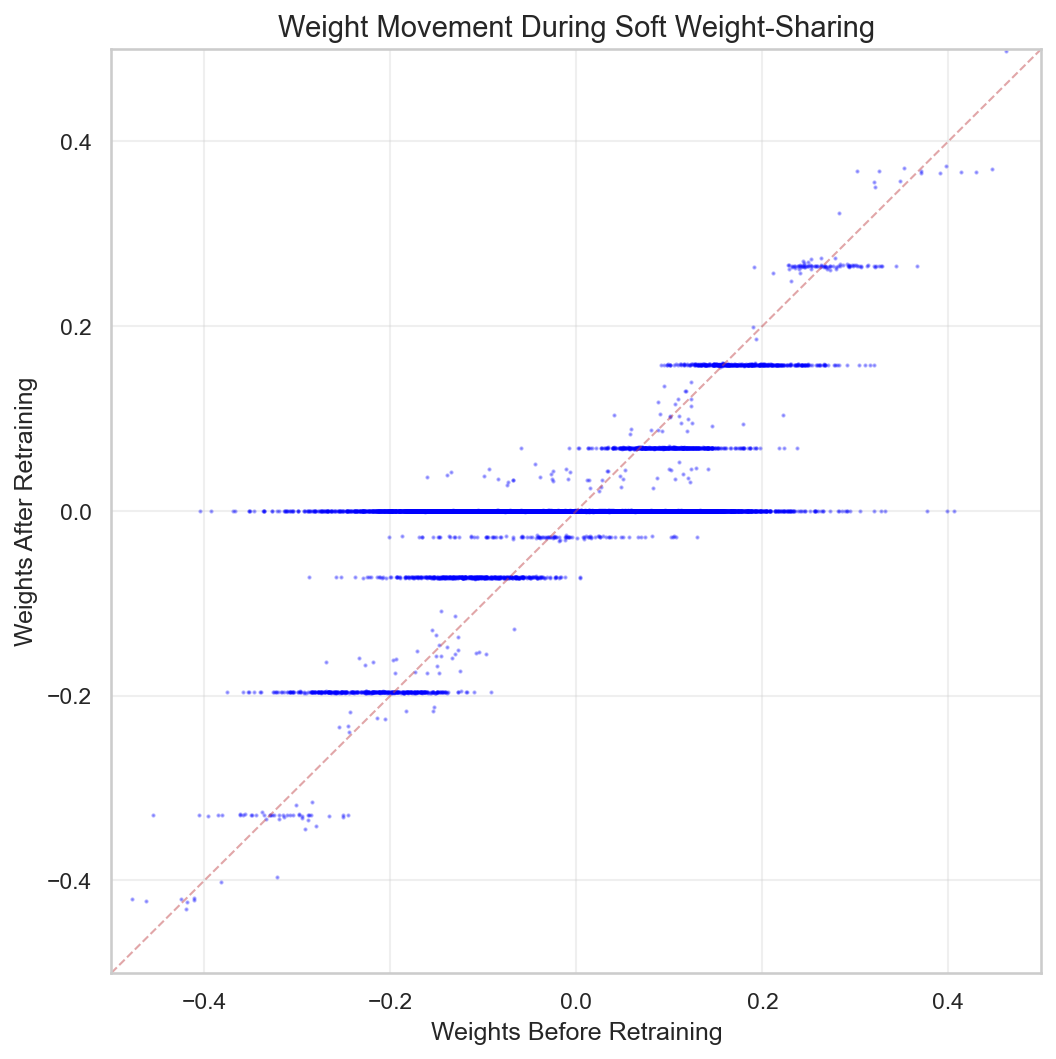 Weight Movement During Soft Weight-Sharing
Weights After Retraining
0.4
0.2
0.0
−0.2
−0.4
−0.4 −0.2 0.0 0.2 0.4
Weights Before Retraining